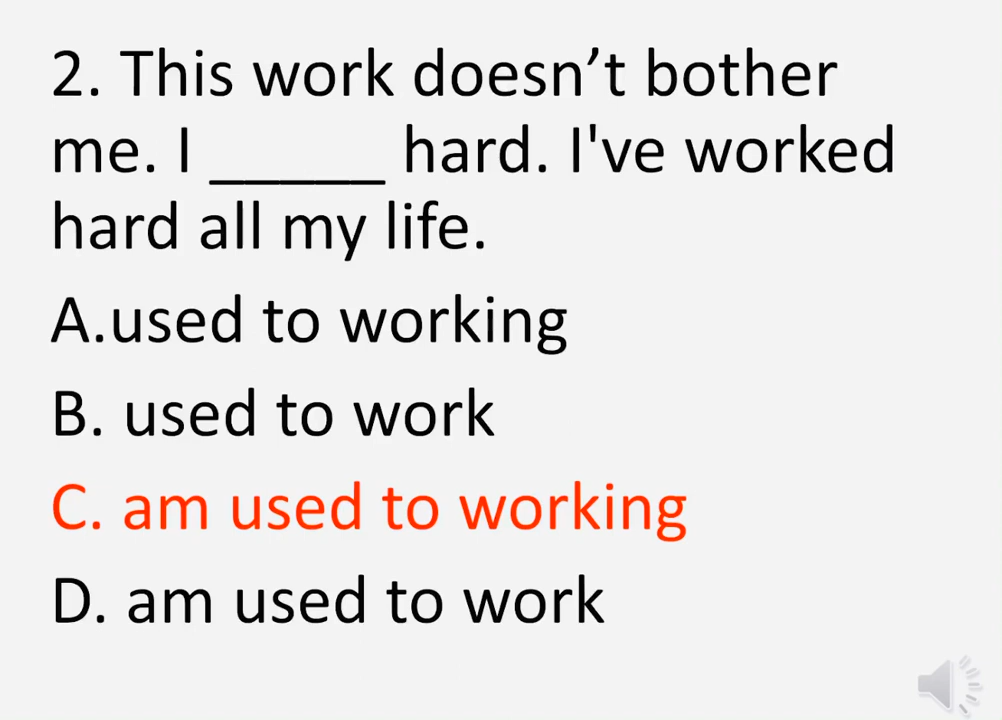 2. This work doesn’t bother
me. I _____ hard. I've worked
hard all my life.
A.used to working
B. used to work
C. am used to working
D. am used to work